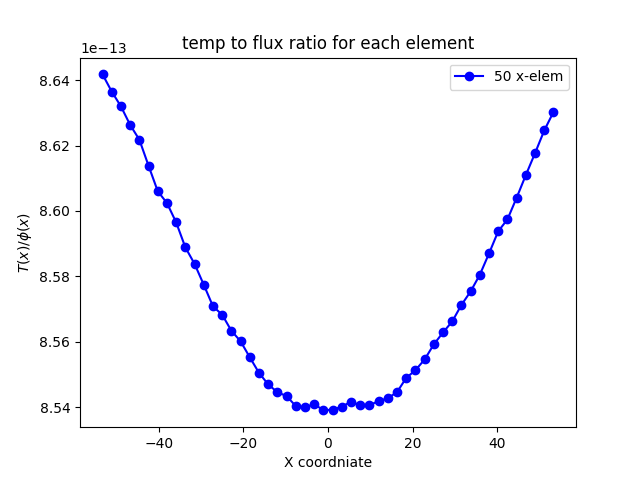 temp to flux ratio for each element
1e−13
50 x-elem
8.64
8.62
8.60
8.58
8.56
8.54
T(x)/ϕ(x)
−40 −20 0 20 40
X coordniate